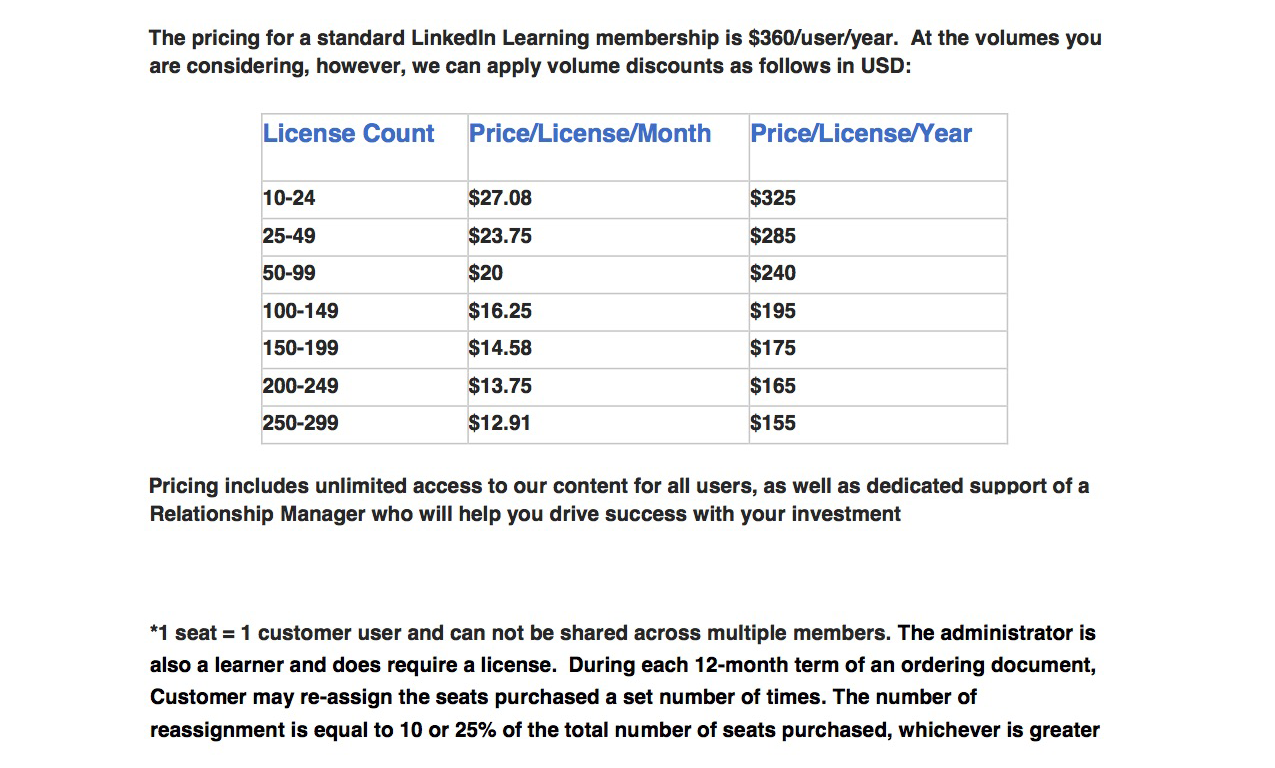 The pricing for a standard LinkedIn Learning membership is $360/user/year.  At the volumes you
are considering, however, we can apply volume discounts as follows in USD:
License Count Price/License/Month Price/License/Year
10-24 $27.08 $325
25-49 $23.75 $285
50-99 $20 $240
100-149 $16.25 $195
150-199 $14.58 $175
200-249 $13.75 $165
250-299 $12.91 $155
Pricing includes unlimited access to our content for all users, as well as dedicated support of a
Relationship Manager who will help you drive success with your investment
*1 seat = 1 customer user and can not be shared across multiple members. The administrator is
also a learner and does require a license.  During each 12-month term of an ordering document,
Customer may re-assign the seats purchased a set number of times. The number of
reassignment is equal to 10 or 25% of the total number of seats purchased, whichever is greater